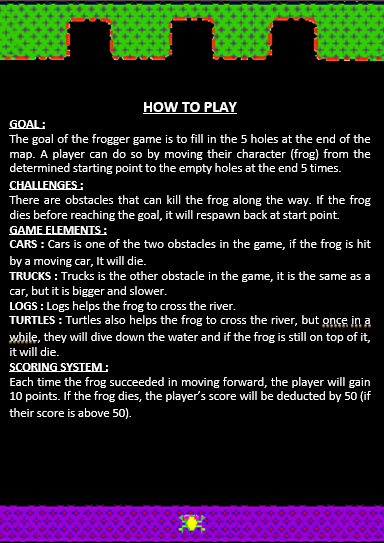 HOW TO PLAY
GOAL :
The goal of the frogger game is to fill in the 5 holes at the end of the
map. A player can do so by moving their character (frog) from the
determined starting point to the empty holes at the end 5 times.
CHALLENGES :
There are obstacles that can kill the frog along the way. If the frog
dies before reaching the goal, it will respawn back at start point.
GAME ELEMENTS :
CARS : Cars is one of the two obstacles in the game, if the frog is hit
by a moving car, It will die.
TRUCKS : Trucks is the other obstacle in the game, it is the same as a
car, but it is bigger and slower.
LOGS : Logs helps the frog to cross the river.
TURTLES : Turtles also helps the frog to cross the river, but once in a
while, they will dive down the water and if the frog is still on top of it,
it will die.
SCORING SYSTEM :
Each time the frog succeeded in moving forward, the player will gain
10 points. If the frog dies, the player's score will be deducted by 50 (if
their score is above 50).